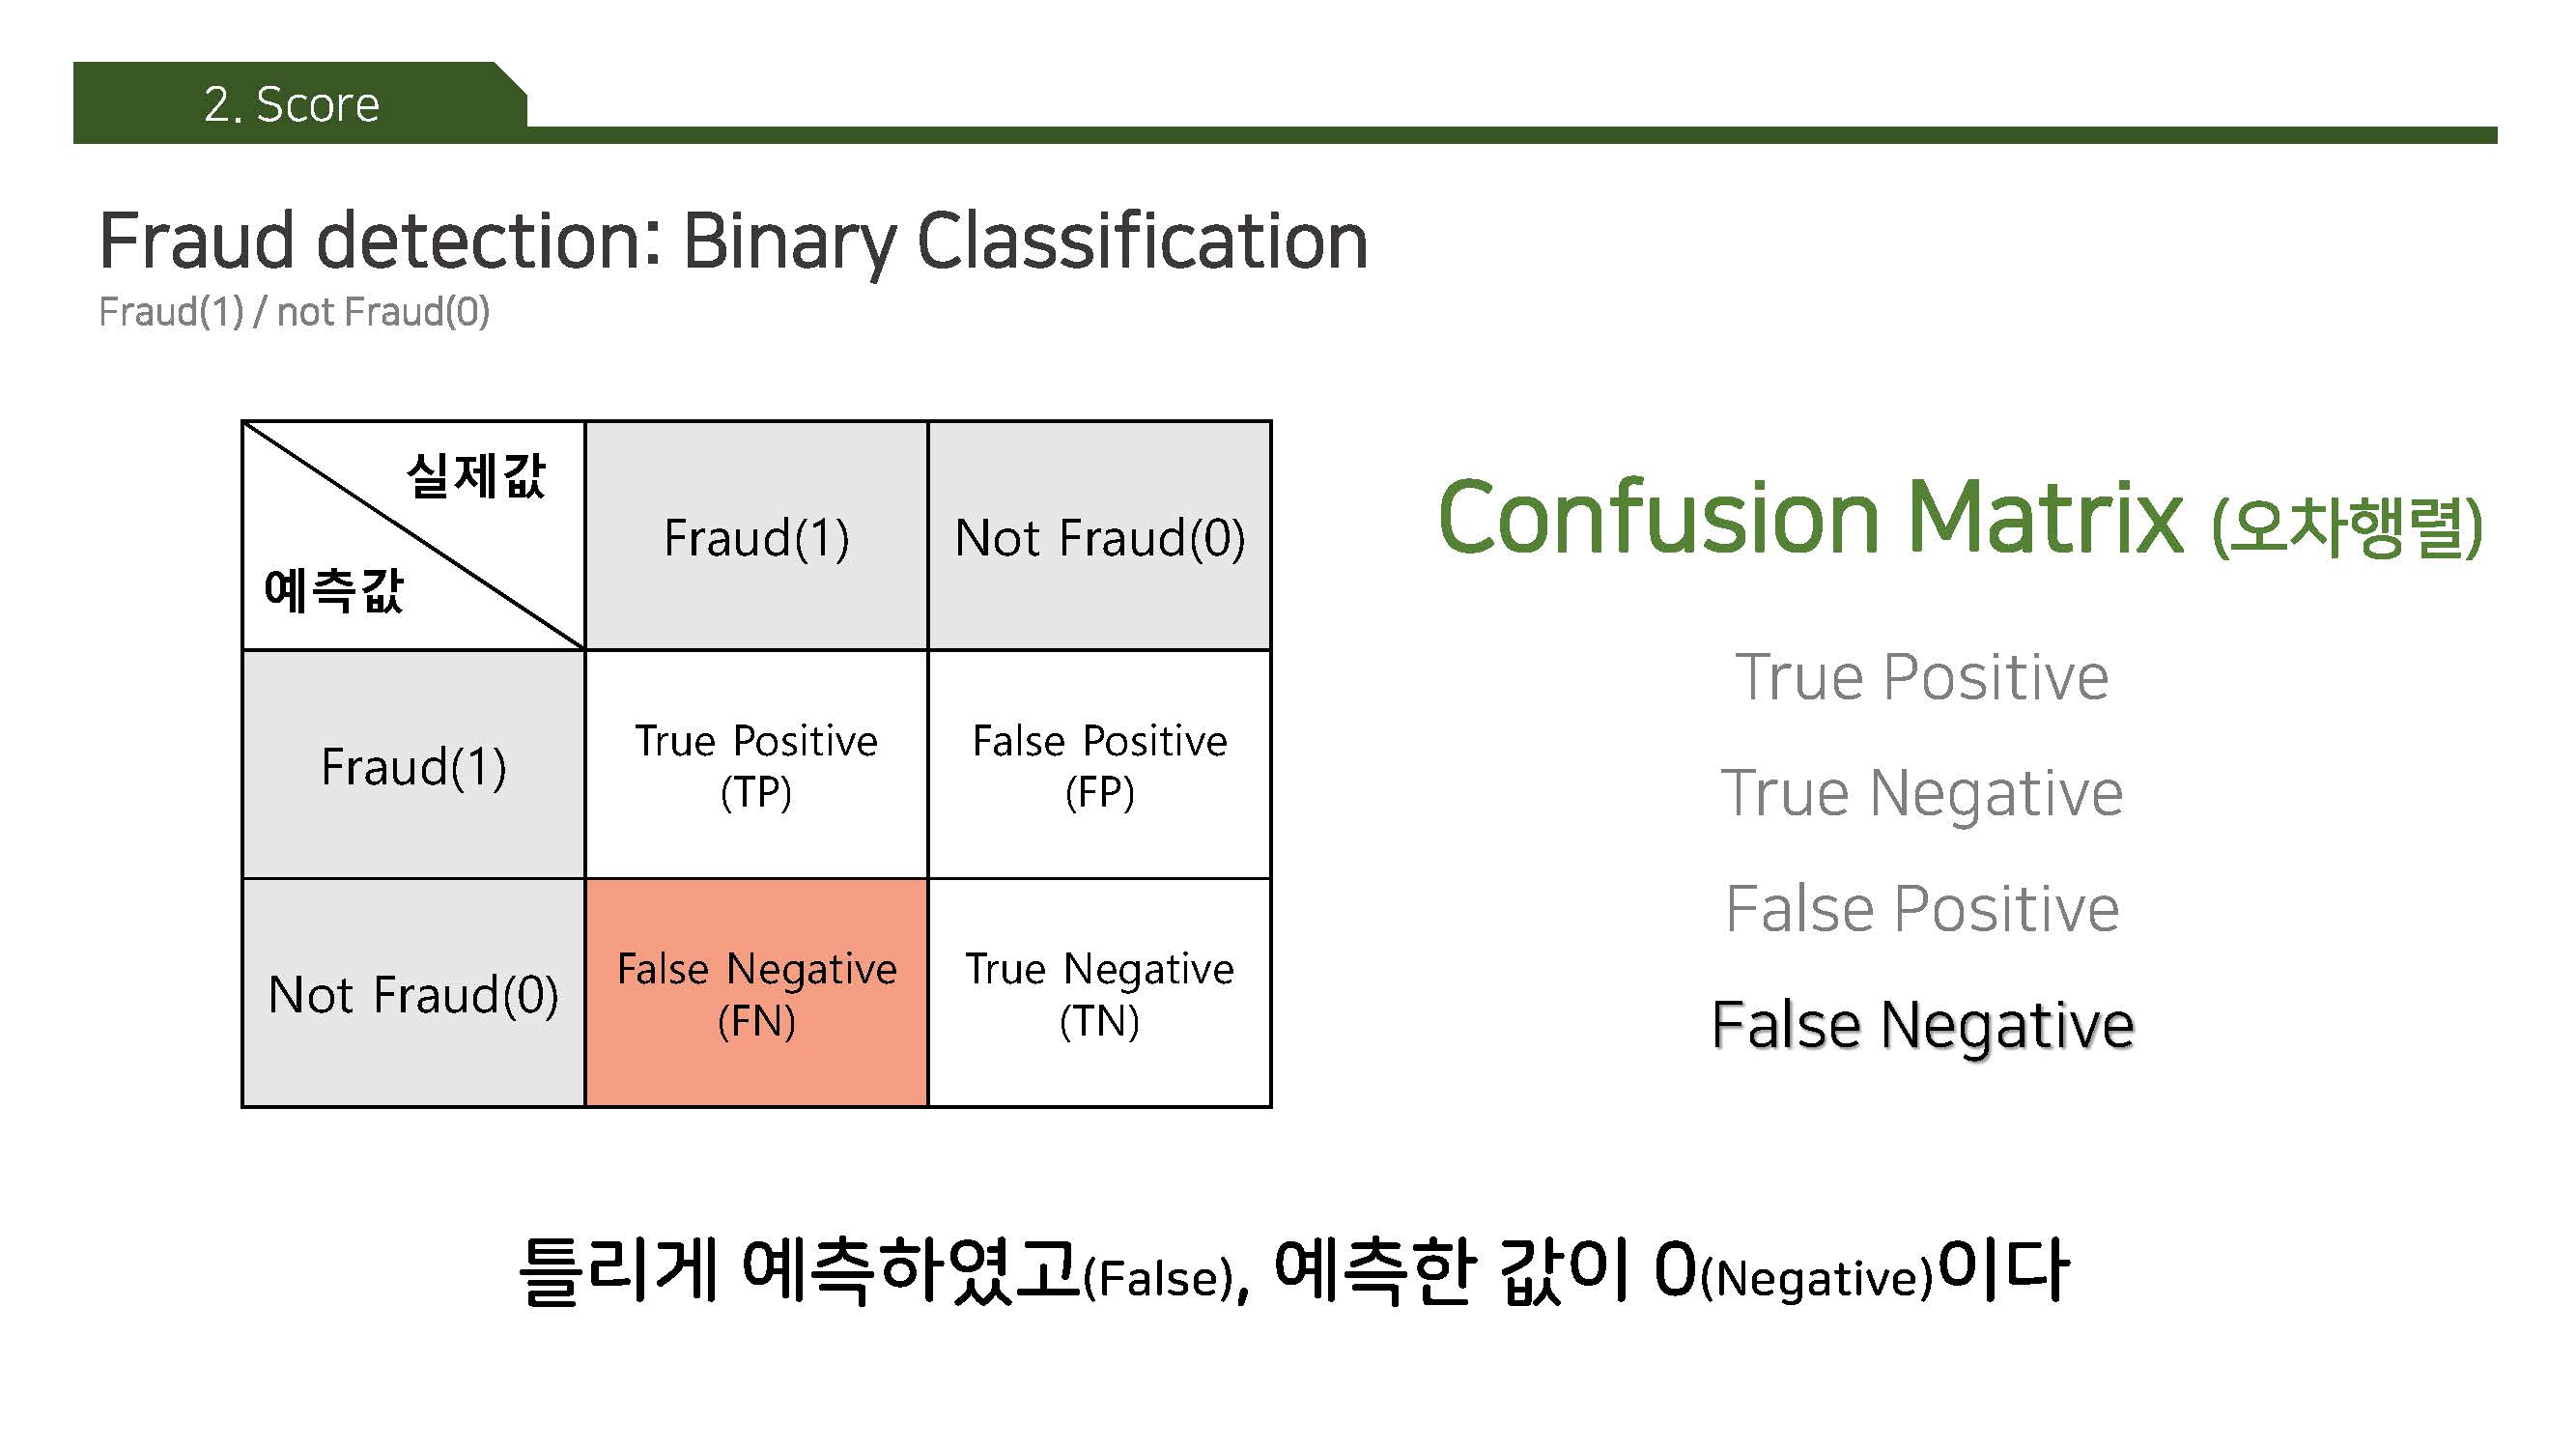 2. Score
Fraud detection: Binary Classification
Fraud(1) / not Fraud(0)
실제값
예측값
Fraud(1)
Not Fraud(0)
Fraud(1)
True Positive
(TP)
False Positive
(FP)
Not Fraud(0)
False Negative
(FN)
True Negative
(TN)
Confusion Matrix (오차행렬)
True Positive
True Negative
False Positive
False Negative
틀리게 예측하였고(False), 예측한 값이 0(Negative)이다